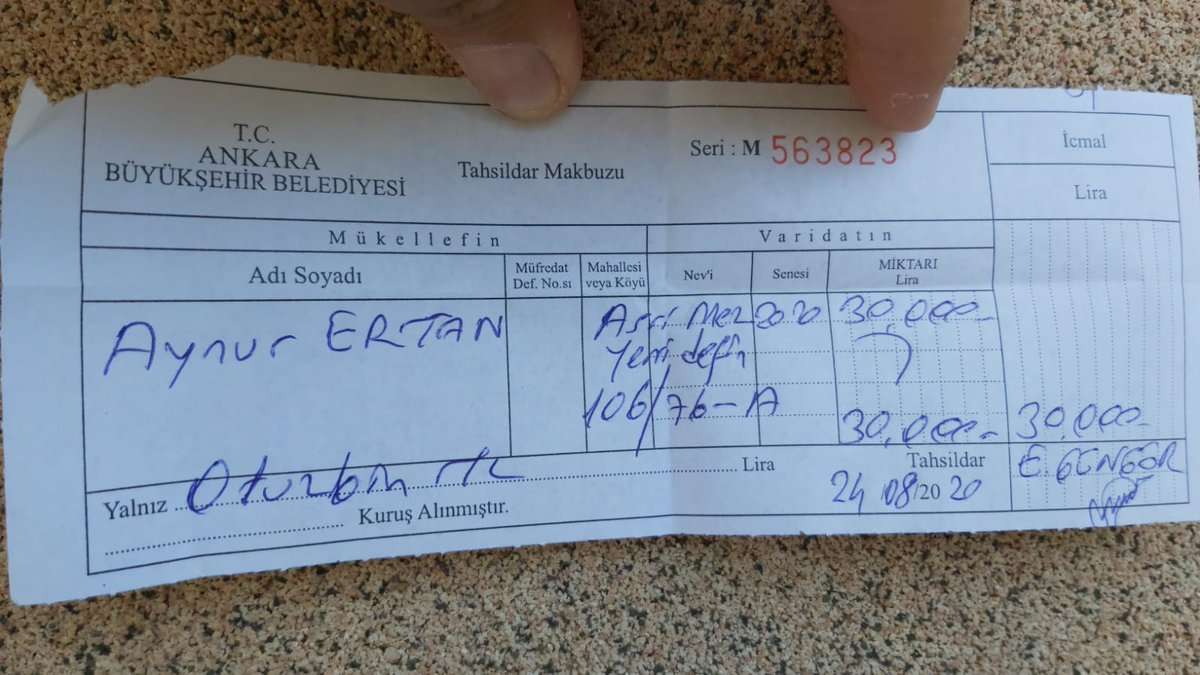 T.C.
ANKARA
BÜYÜKŞEHİR BELEDİYESİ
Tahsildar Makbuzu
Seri : M 563823
İcmal
Lira
Mükellefin
Varidatın
Adı Soyadı
Müfredat
Def. No.sı
Mahallesi
veya Köyü
Nev'i
Senesi
MİKTARI
Lira
Aynur ERTAN
Asri Mez 2020 30,000-
Yeni defin
106/76-A
30,000- 30,000-
Yalnız Otuzbin TL Lira
Kuruş Alınmıştır.
Tahsildar
24/08/2020
E. GÜNGÖR